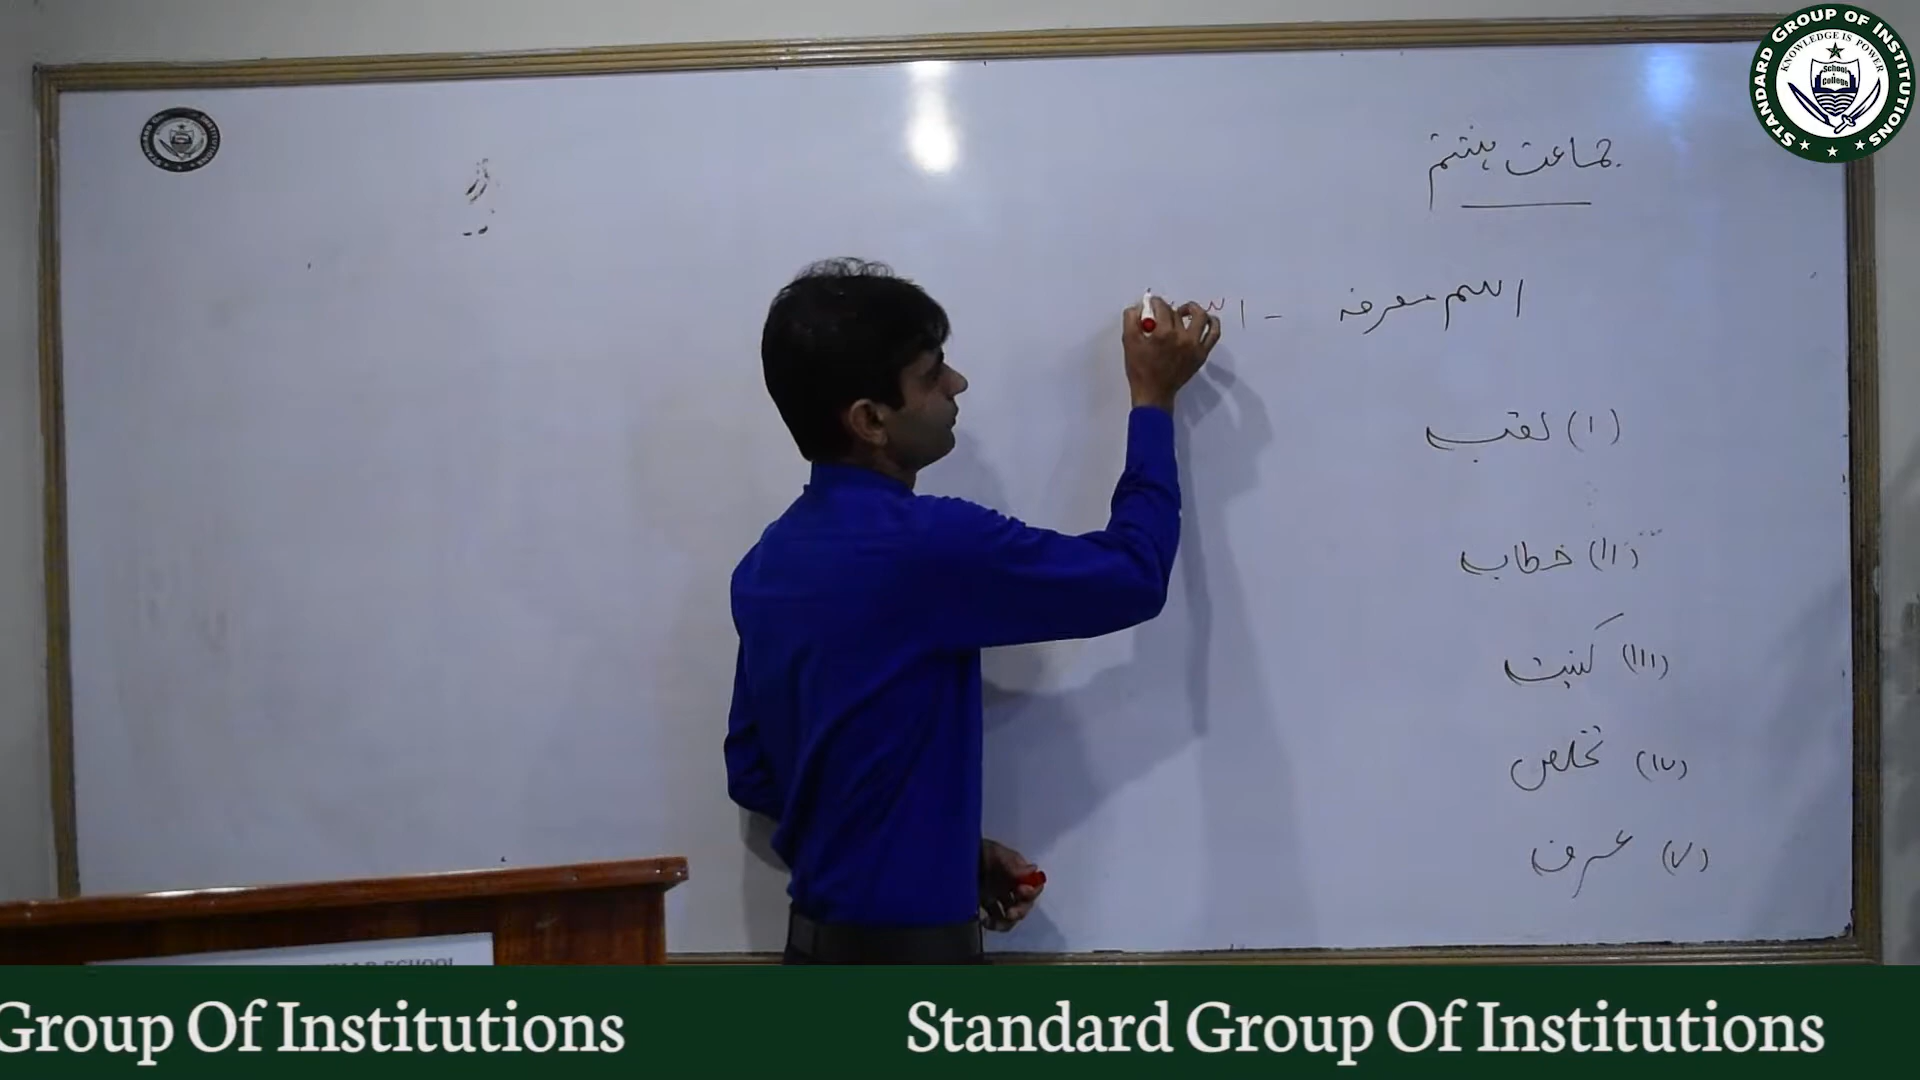 STANDARD GROUP OF INSTITUTIONS
KNOWLEDGE IS POWER
School
College
جماعت ہشتم
اسم معرفہ -
(I) لقب
(II) خطاب
(III) کنیت
(IV) تخلص
(V) عرف
SCHOOL
Group Of Institutions Standard Group Of Institutions